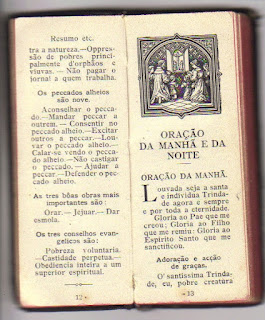 Resumo etc.
tra a natureza.—Oppres-
são de pobres princi-
palmente d'orphãos e
viuvas. — Não pagar o
jornal a quem trabalha.
Os peccados alheios
são nove.
Aconselhar o pecca-
do.—Mandar peccar a
outrem. — Consentir no
peccado alheio.—Excitar
outros a peccar.—Lou-
var o peccado alheio.—
Calar-se vendo o pecca-
do alheio.—Não castigar
o peccado. — Ajudar a
peccar.—Defender o pec-
cado alheio.
As tres bôas obras mais
importantes são:
Orar. — Jejuar. — Dar
esmola.
Os tres conselhos evan-
gelicos são:
Pobreza voluntaria.
—Castidade perpetua.—
Obediencia inteira a um
superior espiritual.
12
ORAÇÃO
DA MANHÃ E DA
NOITE
ORAÇÃO DA MANHÃ.
Louvada seja a santa
e individua Trinda-
de agora e sempre
e por toda a eternidade.
Gloria ao Pae que me
creou; Gloria ao Filho
que me remiu; Gloria ao
Espirito Santo que me
sanctificou.
Adoração e acção
de graças.
O' santissima Trinda-
de, eu, pobre creatura
13